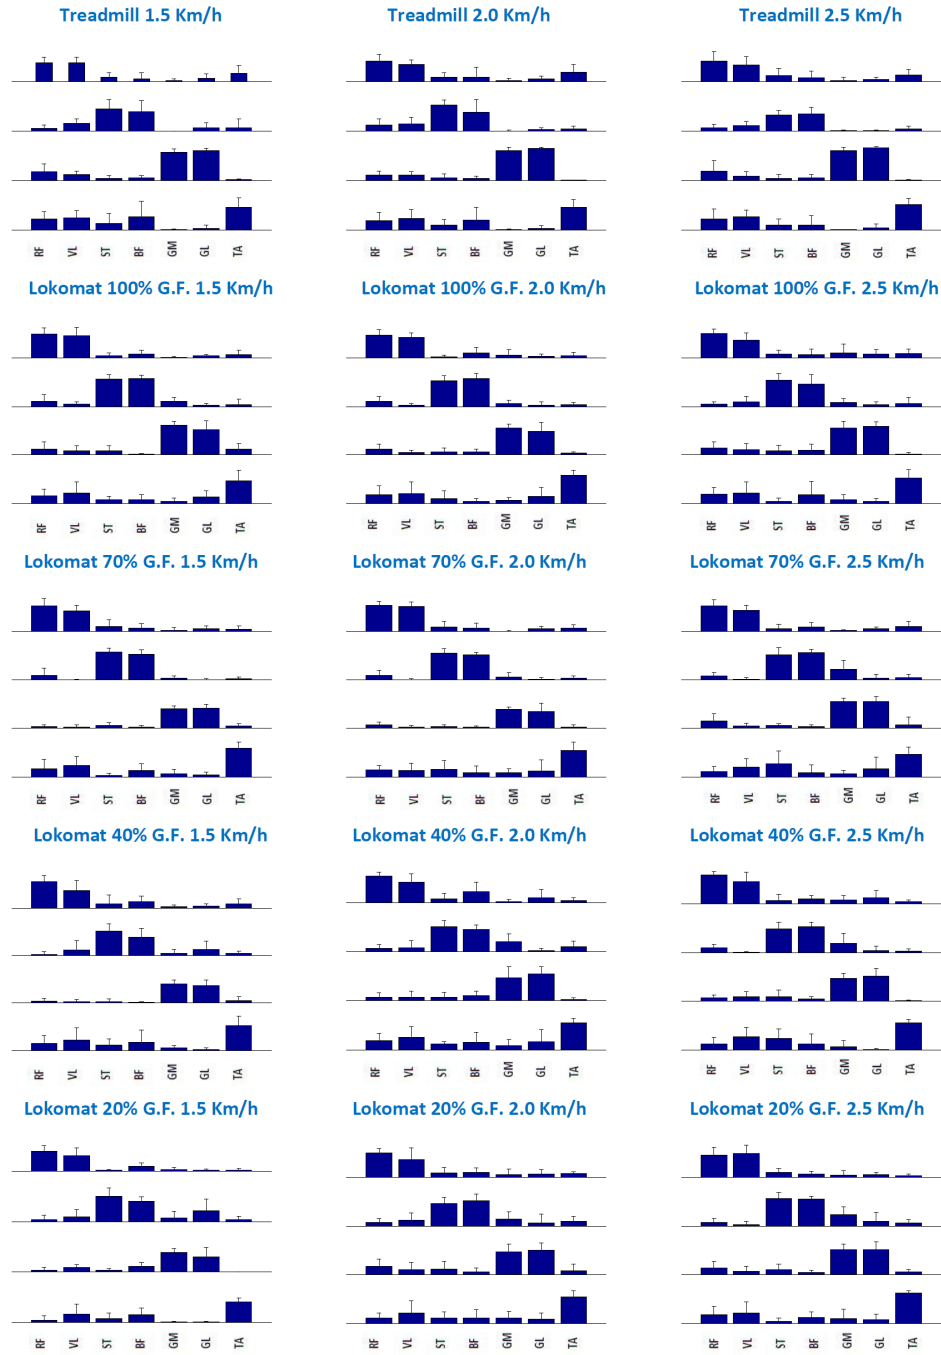 Treadmill 1.5 Km/h Treadmill 2.0 Km/h Treadmill 2.5 Km/h
RF VL ST BF GM GL TA RF VL ST BF GM GL TA RF VL ST BF GM GL TA
Lokomat 100% G.F. 1.5 Km/h Lokomat 100% G.F. 2.0 Km/h Lokomat 100% G.F. 2.5 Km/h
RF VL ST BF GM GL TA RF VL ST BF GM GL TA RF VL ST BF GM GL TA
Lokomat 70% G.F. 1.5 Km/h Lokomat 70% G.F. 2.0 Km/h Lokomat 70% G.F. 2.5 Km/h
RF VL ST BF GM GL TA RF VL ST BF GM GL TA RF VL ST BF GM GL TA
Lokomat 40% G.F. 1.5 Km/h Lokomat 40% G.F. 2.0 Km/h Lokomat 40% G.F. 2.5 Km/h
RF VL ST BF GM GL TA RF VL ST BF GM GL TA RF VL ST BF GM GL TA
Lokomat 20% G.F. 1.5 Km/h Lokomat 20% G.F. 2.0 Km/h Lokomat 20% G.F. 2.5 Km/h
RF VL ST BF GM GL TA RF VL ST BF GM GL TA RF VL ST BF GM GL TA